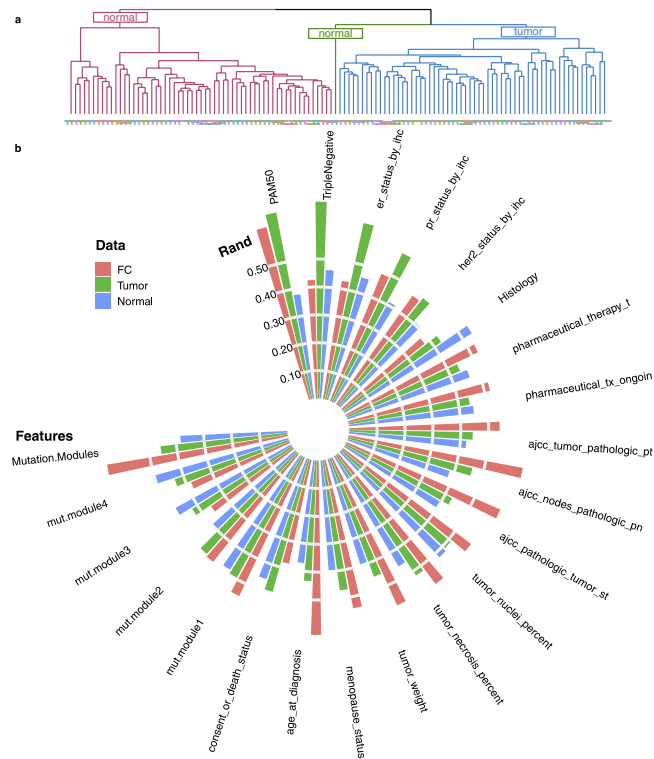 a
normal
normal
tumor
b
PAM50
TripleNegative
er_status_by_ihc
pr_status_by_ihc
her2_status_by_ihc
Histology
pharmaceutical_therapy_t
pharmaceutical_tx_ongoin
ajcc_tumor_pathologic_pt
ajcc_nodes_pathologic_pn
ajcc_pathologic_tumor_st
tumor_nuclei_percent
tumor_necrosis_percent
tumor_weight
menopause_status
age_at_diagnosis
consent_or_death_status
mut.module1
mut.module2
mut.module3
mut.module4
Mutation.Modules
Features
Data
FC
Tumor
Normal
Rand
0.50
0.40
0.30
0.20
0.10